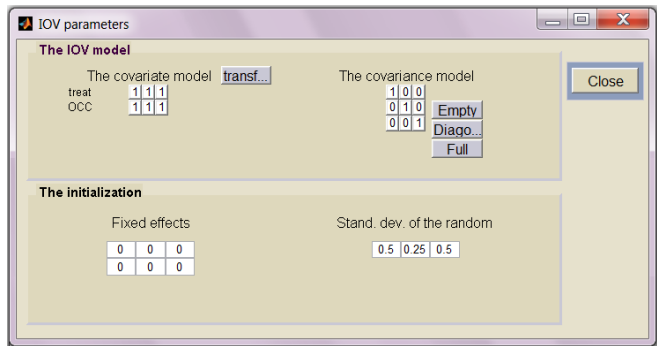 IOV parameters
The IOV model
The covariate model transf... The covariance model
Close
treat 1 1 1 1 0 0
OCC 1 1 1 0 1 0 Empty
0 0 1 Diago...
Full
The initialization
Fixed effects Stand. dev. of the random
0 0 0 0.5 0.25 0.5
0 0 0